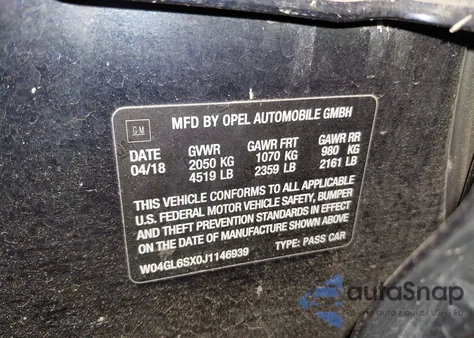 GM
MFD BY OPEL AUTOMOBILE GMBH
DATE GVWR GAWR FRT GAWR RR
04/18 2050 KG 1070 KG 980 KG
4519 LB 2359 LB 2161 LB
THIS VEHICLE CONFORMS TO ALL APPLICABLE
U.S. FEDERAL MOTOR VEHICLE SAFETY, BUMPER
AND THEFT PREVENTION STANDARDS IN EFFECT
ON THE DATE OF MANUFACTURE SHOWN ABOVE
W04GL6SX0J1146939 TYPE: PASS CAR
autaSnap